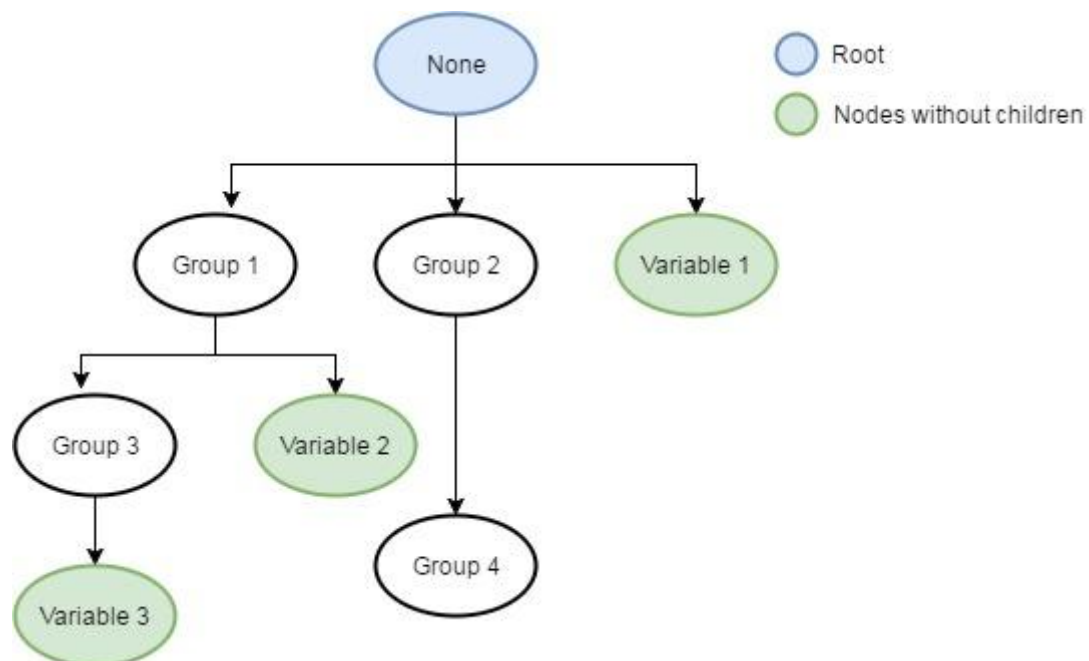 None
Root
Nodes without children
Group 1
Group 2
Variable 1
Group 3
Variable 2
Group 4
Variable 3